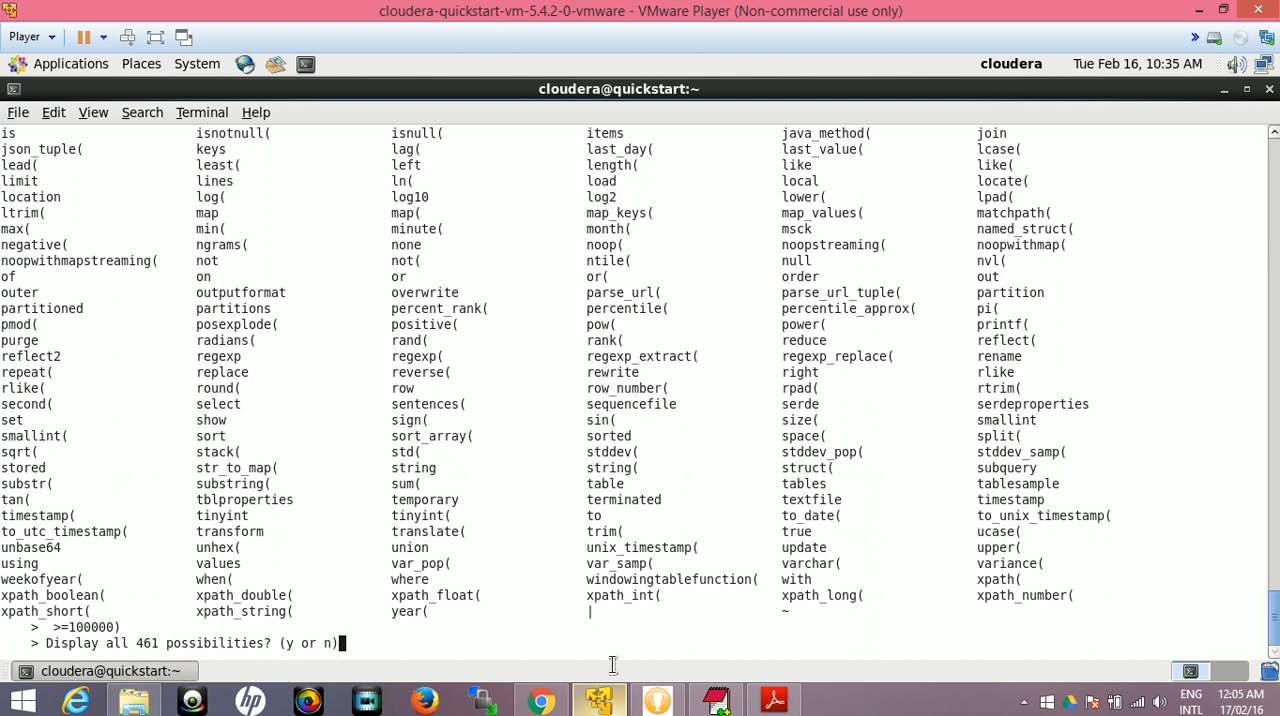 cloudera-quickstart-vm-5.4.2-0-vmware - VMware Player (Non-commercial use only)
Player
Applications Places System cloudera Tue Feb 16, 10:35 AM
cloudera@quickstart:~
File Edit View Search Terminal Help
is isnotnull( isnull( items java_method( join
json_tuple( keys lag( last_day( last_value( lcase(
lead( least( left length( like like(
limit lines ln( load local locate(
location log( log10 log2 lower( lpad(
ltrim( map map( map_keys( map_values( matchpath(
max( min( minute( month( msck named_struct(
negative( ngrams( none noop( noopstreaming( noopwithmap(
noopwithmapstreaming( not not( ntile( null nvl(
of on or or( order out
outer outputformat overwrite parse_url( parse_url_tuple( partition
partitioned partitions percent_rank( percentile( percentile_approx( pi(
pmod( posexplode( positive( pow( power( printf(
purge radians( rand( rank( reduce reflect(
reflect2 regexp regexp( regexp_extract( regexp_replace( rename
repeat( replace reverse( rewrite right rlike
rlike( round( row row_number( rpad( rtrim(
second( select sentences( sequencefile serde serdeproperties
set show sign( sin( size( smallint
smallint( sort sort_array( sorted space( split(
sqrt( stack( std( stddev( stddev_pop( stddev_samp(
stored str_to_map( string string( struct( subquery
substr( substring( sum( table tables tablesample
tan( tblproperties temporary terminated textfile timestamp
timestamp( tinyint tinyint( to to_date( to_unix_timestamp(
to_utc_timestamp( transform translate( trim( true ucase(
unbase64 unhex( union unix_timestamp( update upper(
using values var_pop( var_samp( varchar( variance(
weekofyear( when( where windowingtablefunction( with xpath(
xpath_boolean( xpath_double( xpath_float( xpath_int( xpath_long( xpath_number(
xpath_short( xpath_string( year( | ~
> >=100000)
> Display all 461 possibilities? (y or n)
cloudera@quickstart:~
ENG 12:05 AM
INTL 17/02/16